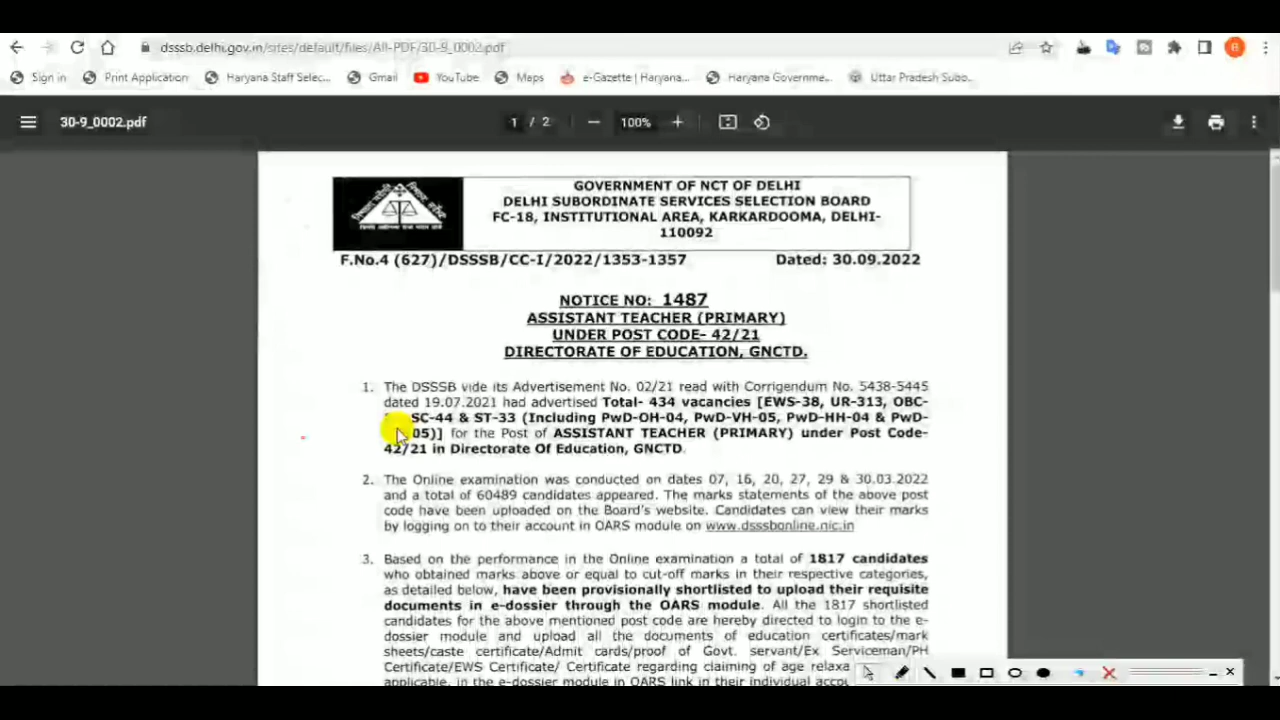 dsssb.delhi.gov.in/sites/default/files/All-PDF/30-9_0002.pdf
B
Sign in
Print Application
Haryana Staff Selec...
Gmail
YouTube
Maps
e-Gazette | Haryana...
Haryana Governme...
Uttar Pradesh Subo...
30-9_0002.pdf
1 / 2
100%
GOVERNMENT OF NCT OF DELHI
DELHI SUBORDINATE SERVICES SELECTION BOARD
FC-18, INSTITUTIONAL AREA, KARKARDOOMA, DELHI-
110092
F.No.4 (627)/DSSSB/CC-I/2022/1353-1357 Dated: 30.09.2022
NOTICE NO: 1487
ASSISTANT TEACHER (PRIMARY)
UNDER POST CODE- 42/21
DIRECTORATE OF EDUCATION, GNCTD.
1. The DSSSB vide its Advertisement No. 02/21 read with Corrigendum No. 5438-5445
dated 19.07.2021 had advertised Total- 434 vacancies [EWS-38, UR-313, OBC-
SC-44 & ST-33 (Including PwD-OH-04, PwD-VH-05, PwD-HH-04 & PwD-
05)] for the Post of ASSISTANT TEACHER (PRIMARY) under Post Code-
42/21 in Directorate Of Education, GNCTD.
2. The Online examination was conducted on dates 07, 16, 20, 27, 29 & 30.03.2022
and a total of 60489 candidates appeared. The marks statements of the above post
code have been uploaded on the Board's website. Candidates can view their marks
by logging on to their account in OARS module on www.dsssbonline.nic.in
3. Based on the performance in the Online examination a total of 1817 candidates
who obtained marks above or equal to cut-off marks in their respective categories,
as detailed below, have been provisionally shortlisted to upload their requisite
documents in e-dossier through the OARS module. All the 1817 shortlisted
candidates for the above mentioned post code are hereby directed to login to the e-
dossier module and upload all the documents of education certificates/mark
sheets/caste certificate/Admit cards/proof of Govt. servant/Ex Serviceman/PH
Certificate/EWS Certificate/ Certificate regarding claiming of age relaxa
applicable, in the e-dossier module in OARS link in their individual accou